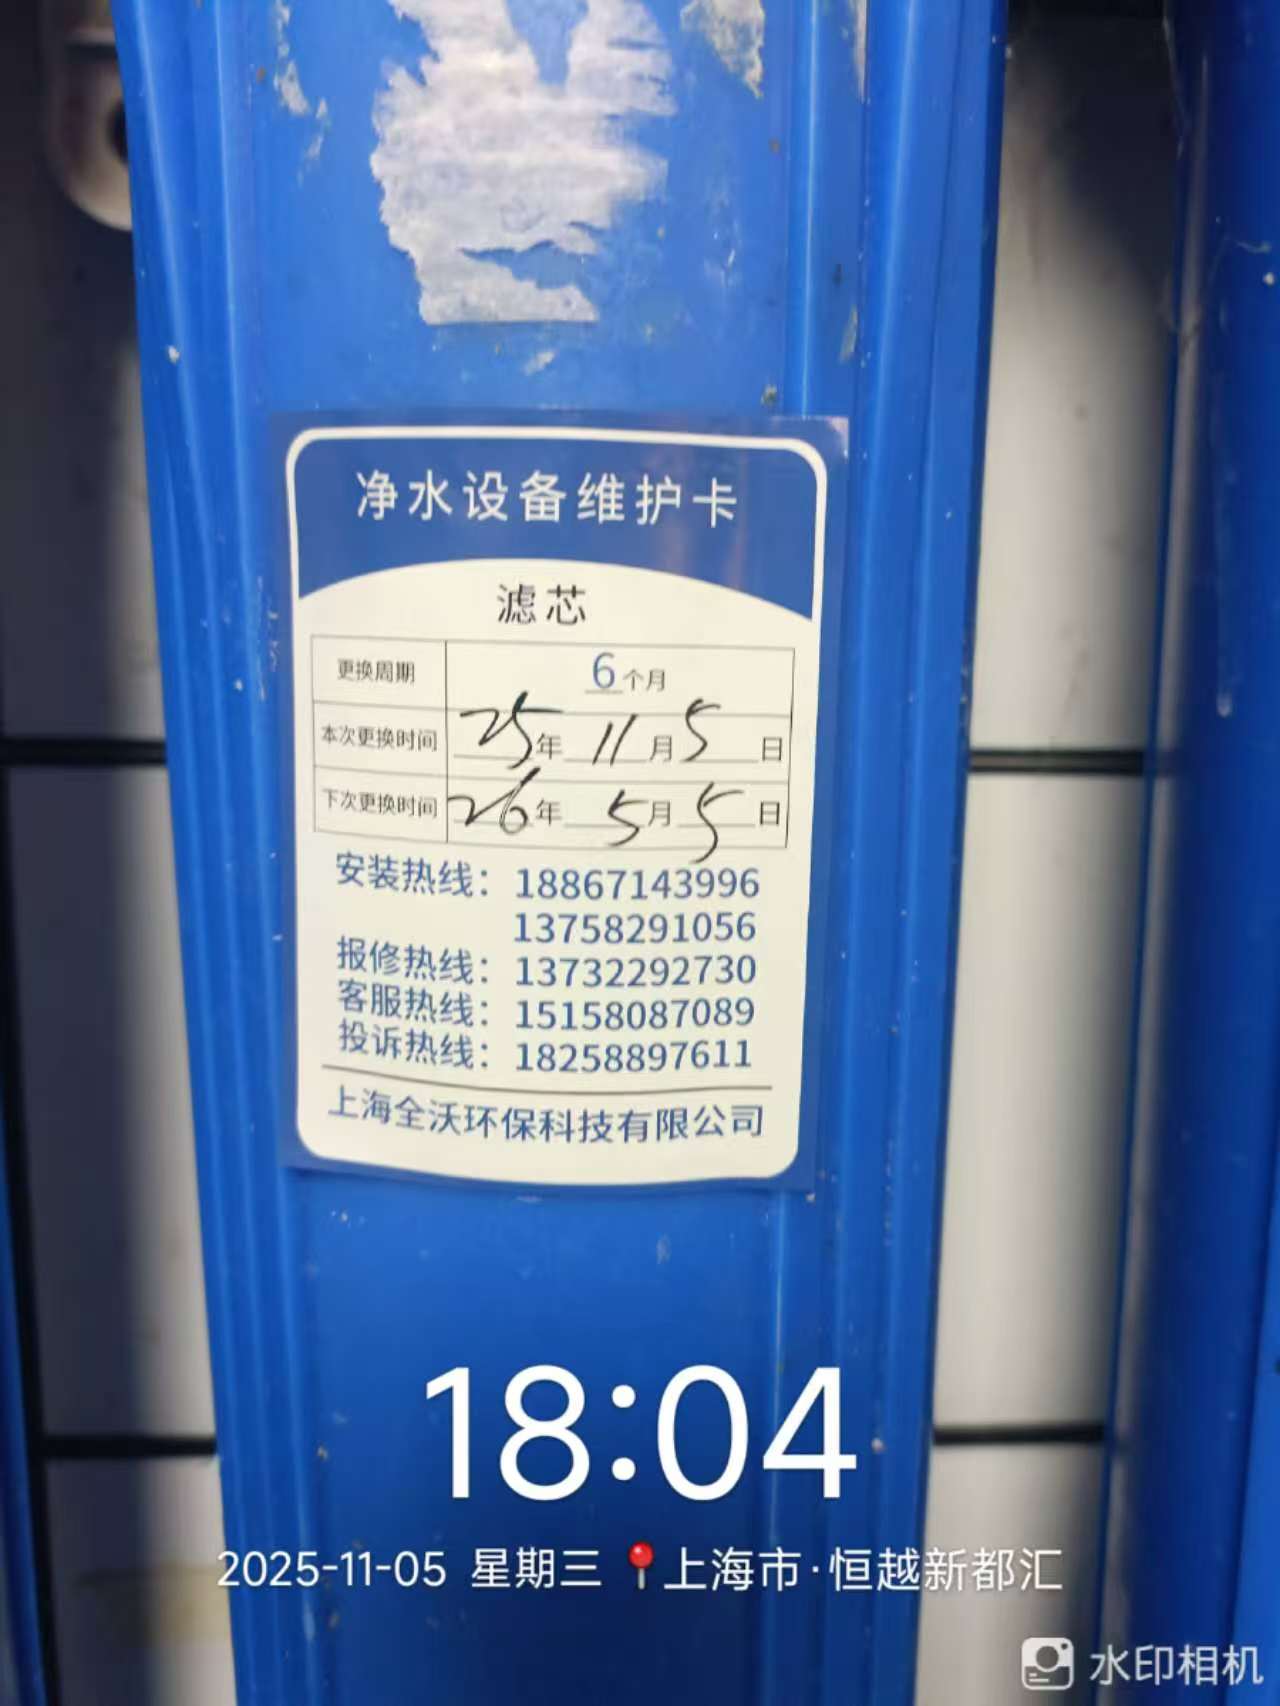 净水设备维护卡
滤芯
更换周期 6个月
本次更换时间 25年11月5日
下次更换时间 26年5月5日
安装热线：18867143996
13758291056
报修热线：13732292730
客服热线：15158087089
投诉热线：18258897611
上海全沃环保科技有限公司
18:04
2025-11-05 星期三 上海市·恒越新都汇
水印相机